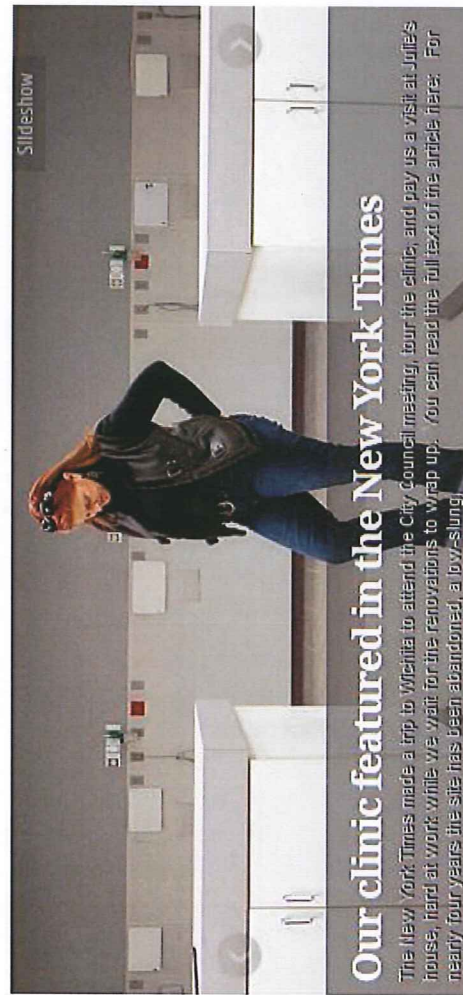 Slideshow
Our clinic featured in the New York Times
The New York Times made a trip to Wichita to attend the City Council meeting, tour the clinic, and pay us a visit at Julie's
house, hard at work while we wait for the renovations to wrap up. You can read the full text of the article here: For
nearly four years the site has been abandoned, a low-slung,